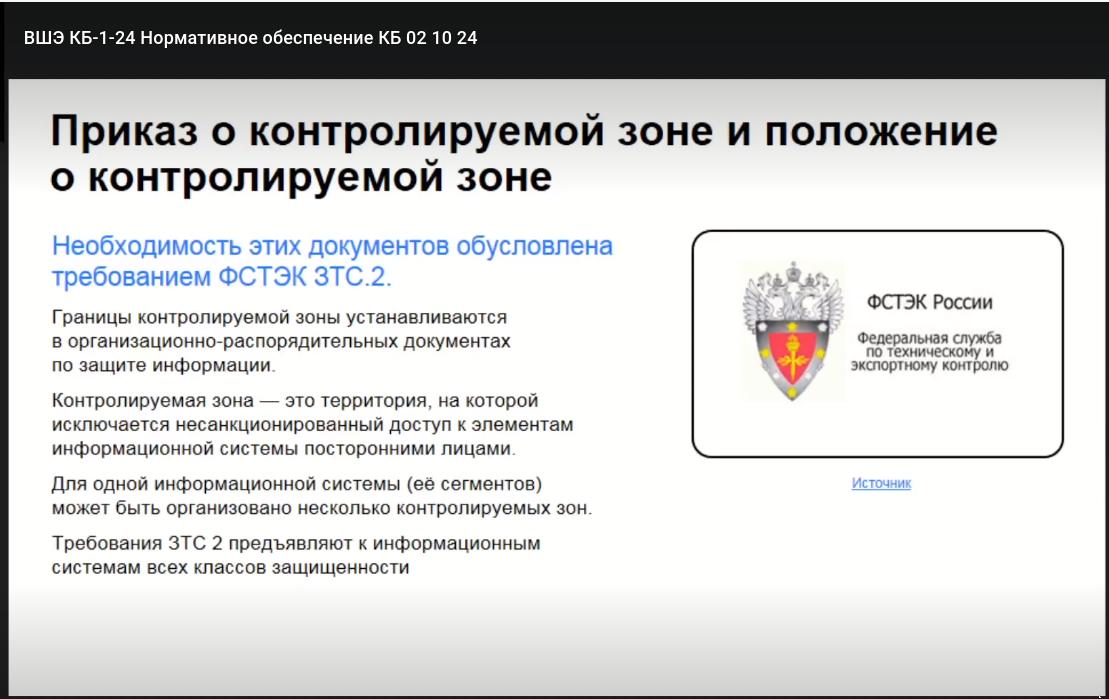 ВШЭ КБ-1-24 Нормативное обеспечение КБ 02 10 24
Приказ о контролируемой зоне и положение
о контролируемой зоне
Необходимость этих документов обусловлена
требованием ФСТЭК ЗТС.2.
Границы контролируемой зоны устанавливаются
в организационно-распорядительных документах
по защите информации.
Контролируемая зона — это территория, на которой
исключается несанкционированный доступ к элементам
информационной системы посторонними лицами.
Для одной информационной системы (её сегментов)
может быть организовано несколько контролируемых зон.
Требования ЗТС 2 предъявляют к информационным
системам всех классов защищенности
ФСТЭК России
Федеральная служба
по техническому и
экспортному контролю
Источник